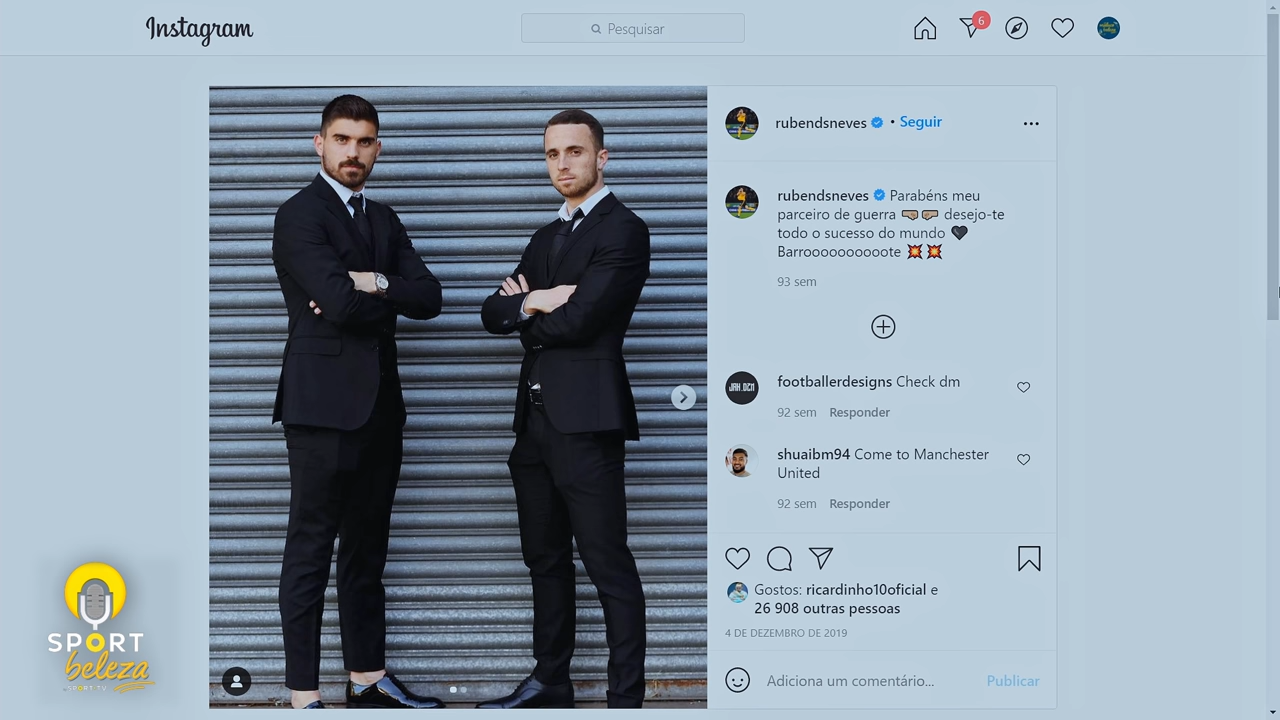 Instagram
Pesquisar
6
rubendsneves • Seguir
rubendsneves Parabéns meu
parceiro de guerra 🤜🏼🤛🏼 desejo-te
todo o sucesso do mundo 🖤
Barroooooooooote 💥💥
93 sem
footballerdesigns Check dm
92 sem Responder
shuaibm94 Come to Manchester
United
92 sem Responder
Gostos: ricardinho10oficial e
26 908 outras pessoas
4 DE DEZEMBRO DE 2019
Adiciona um comentário... Publicar
SPORT
beleza
SPORT TV